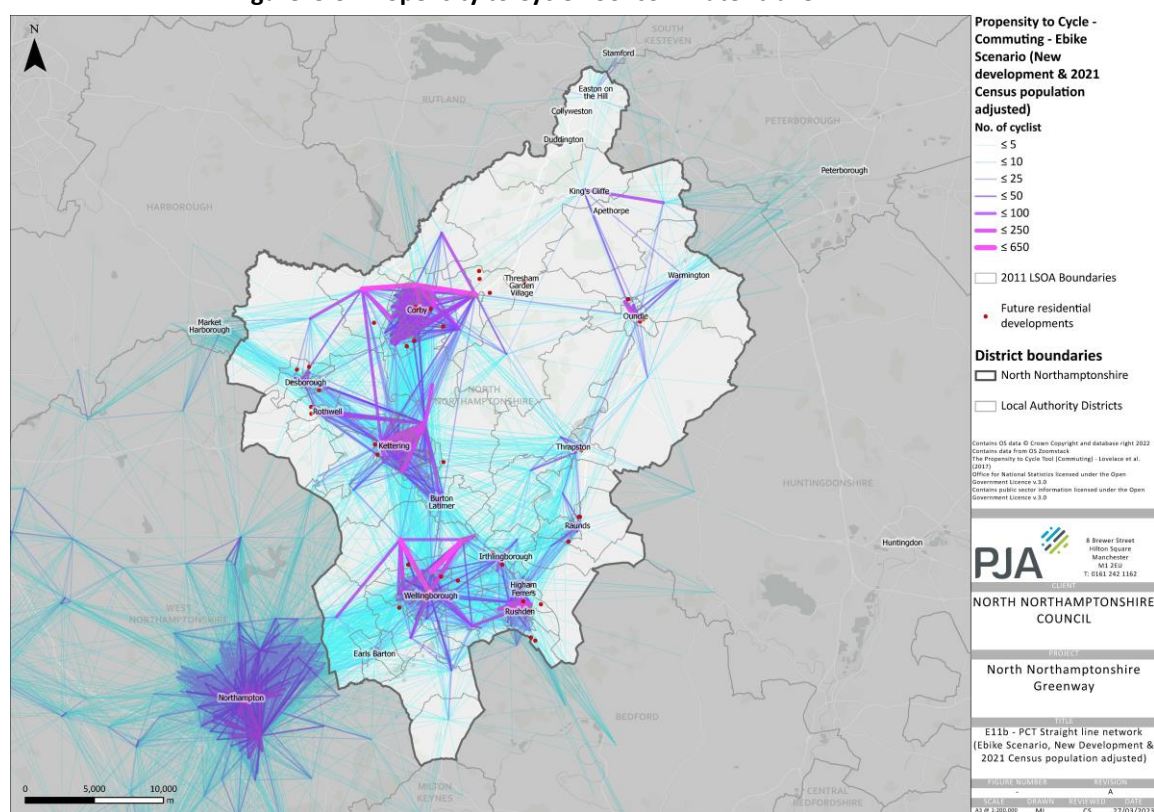 N
SOUTH
KESTEVEN
Stamford
Easton on
the Hill
Collyweston
RUTLAND
PETERBOROUGH
Duddington
Peterborough
King's Cliffe
HARBOROUGH
Apethorpe
Warmington
Thresham
Garden
Village
Corby
Oundle
Market
Harborough
Desborough
NORTH
NORTHAMPTONSHIRE
Rothwell
Kettering
Thrapston
HUNTINGDONSHIRE
Burton
Latimer
Raunds
Huntingdon
Irthlingborough
Higham
Ferrers
Wellingborough
Rushden
WEST
NORTHAMPTONSHIRE
Earls Barton
Northampton
BEDFORD
MILTON
KEYNES
CENTRAL
BEDFORDSHIRE
0 5,000 10,000
m
Propensity to Cycle -
Commuting - Ebike
Scenario (New
development & 2021
Census population
adjusted)
No. of cyclist
≤ 5
≤ 10
≤ 25
≤ 50
≤ 100
≤ 250
≤ 650
2011 LSOA Boundaries
Future residential
developments
District boundaries
North Northamptonshire
Local Authority Districts
Contains OS data © Crown Copyright and database right 2022
Contains data from OS Zoomstack
The Propensity to Cycle Tool (Commuting) - Lovelace et al.
(2017)
Office for National Statistics licensed under the Open
Government Licence v.3.0
Contains public sector information licensed under the Open
Government Licence v.3.0
PJA
8 Brewer Street
Hilton Square
Manchester
M1 2EU
T: 0161 242 1162
CLIENT
NORTH NORTHAMPTONSHIRE
COUNCIL
PROJECT
North Northamptonshire
Greenway
TITLE
E11b - PCT Straight line network
(Ebike Scenario, New Development &
2021 Census population adjusted)
FIGURE NUMBER REVISION
- A
SCALE DRAWN REVIEWED DATE